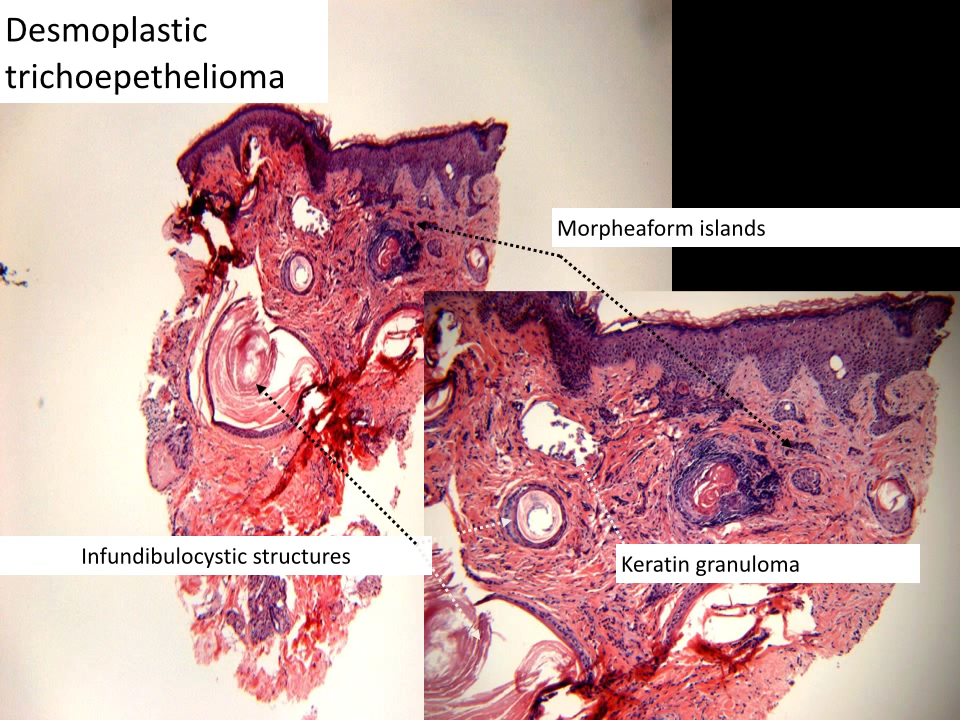 Desmoplastic
trichoepethelioma
Morpheaform islands
Infundibulocystic structures
Keratin granuloma